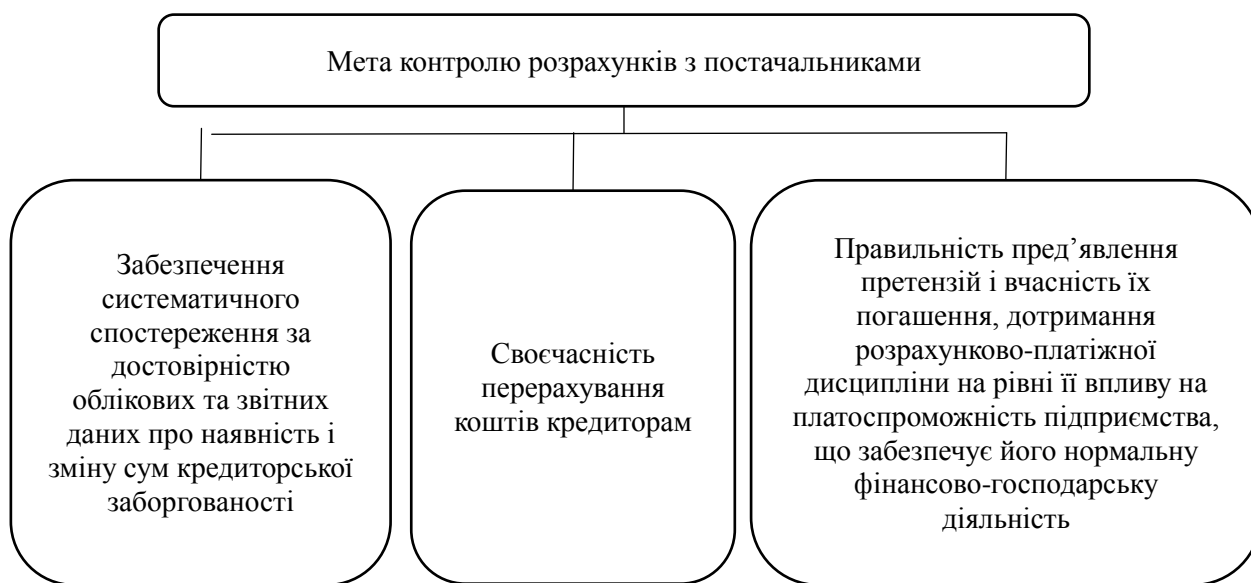 Мета контролю розрахунків з постачальниками
Забезпечення
систематичного
спостереження за
достовірністю
облікових та звітних
даних про наявність і
зміну сум кредиторської
заборгованості
Своєчасність
перерахування
коштів кредиторам
Правильність пред’явлення
претензій і вчасність їх
погашення, дотримання
розрахунково-платіжної
дисципліни на рівні її впливу на
платоспроможність підприємства,
що забезпечує його нормальну
фінансово-господарську
діяльність